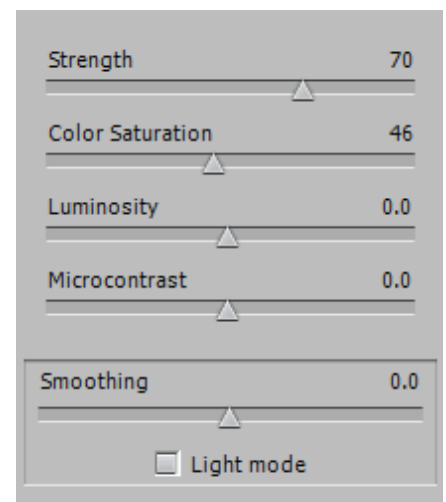 Strength 70
Color Saturation 46
Luminosity 0.0
Microcontrast 0.0
Smoothing 0.0
Light mode